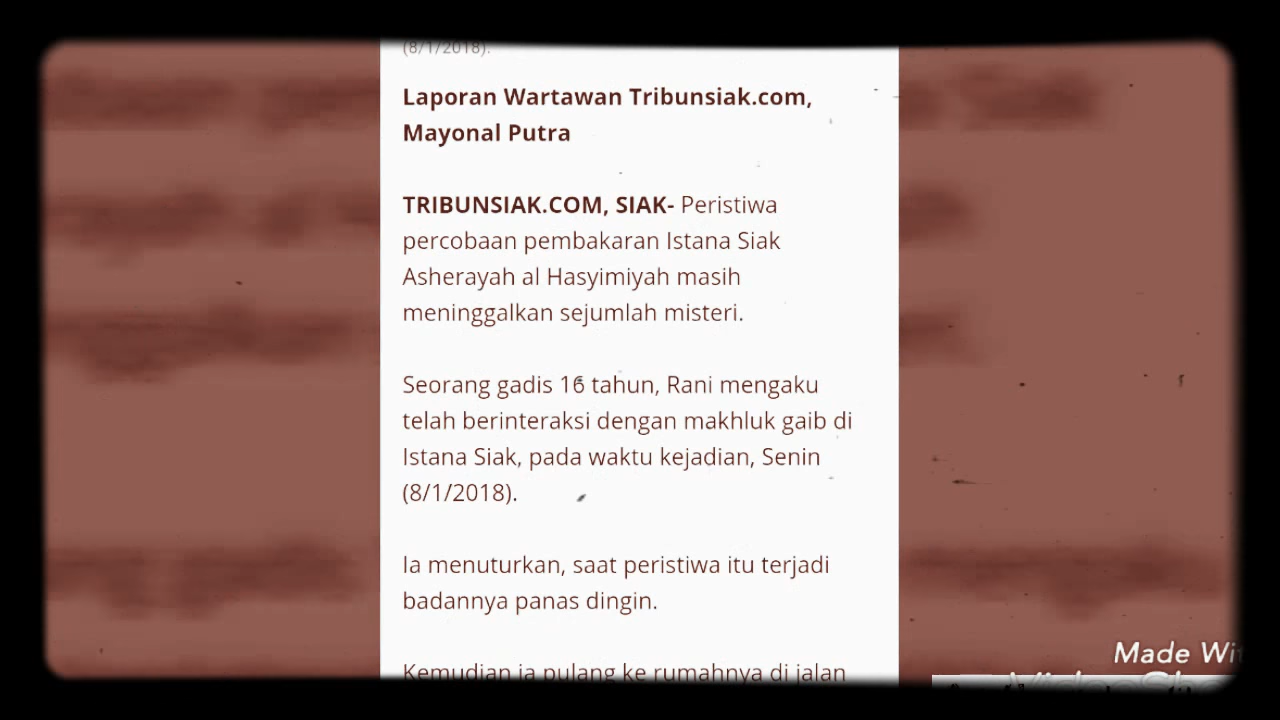 (8/1/2018).
Laporan Wartawan Tribunsiak.com,
Mayonal Putra
TRIBUNSIAK.COM, SIAK- Peristiwa
percobaan pembakaran Istana Siak
Asherayah al Hasyimiyah masih
meninggalkan sejumlah misteri.
Seorang gadis 16 tahun, Rani mengaku
telah berinteraksi dengan makhluk gaib di
Istana Siak, pada waktu kejadian, Senin
(8/1/2018).
Ia menuturkan, saat peristiwa itu terjadi
badannya panas dingin.
Kemudian ia pulang ke rumahnya di jalan
Made Wit